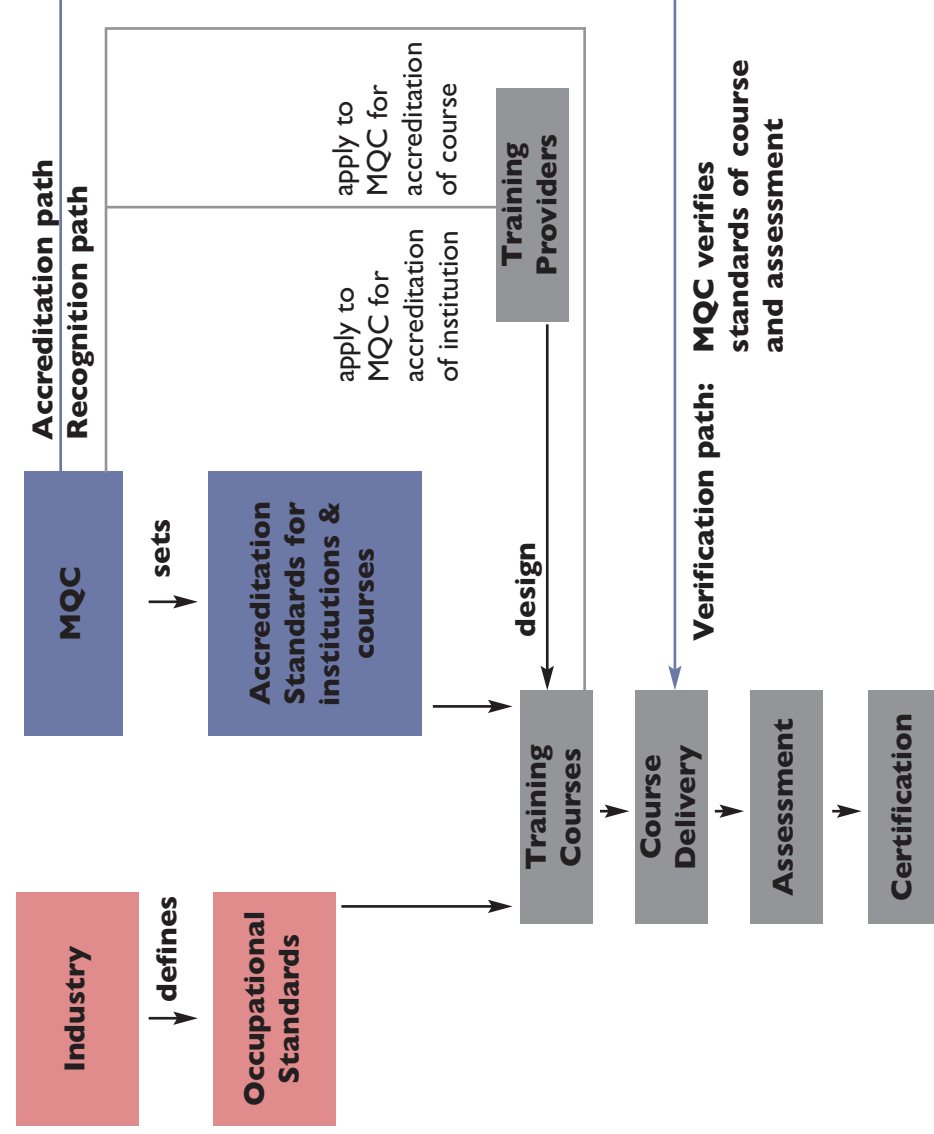 Industry
defines
Occupational
Standards
MQC
sets
Accreditation
Standards for
institutions &
courses
Accreditation path
Recognition path
apply to
MQC for
accreditation
of institution
apply to
MQC for
accreditation
of course
Training
Providers
design
Training
Courses
Course
Delivery
Assessment
Certification
Verification path: MQC verifies
standards of course
and assessment